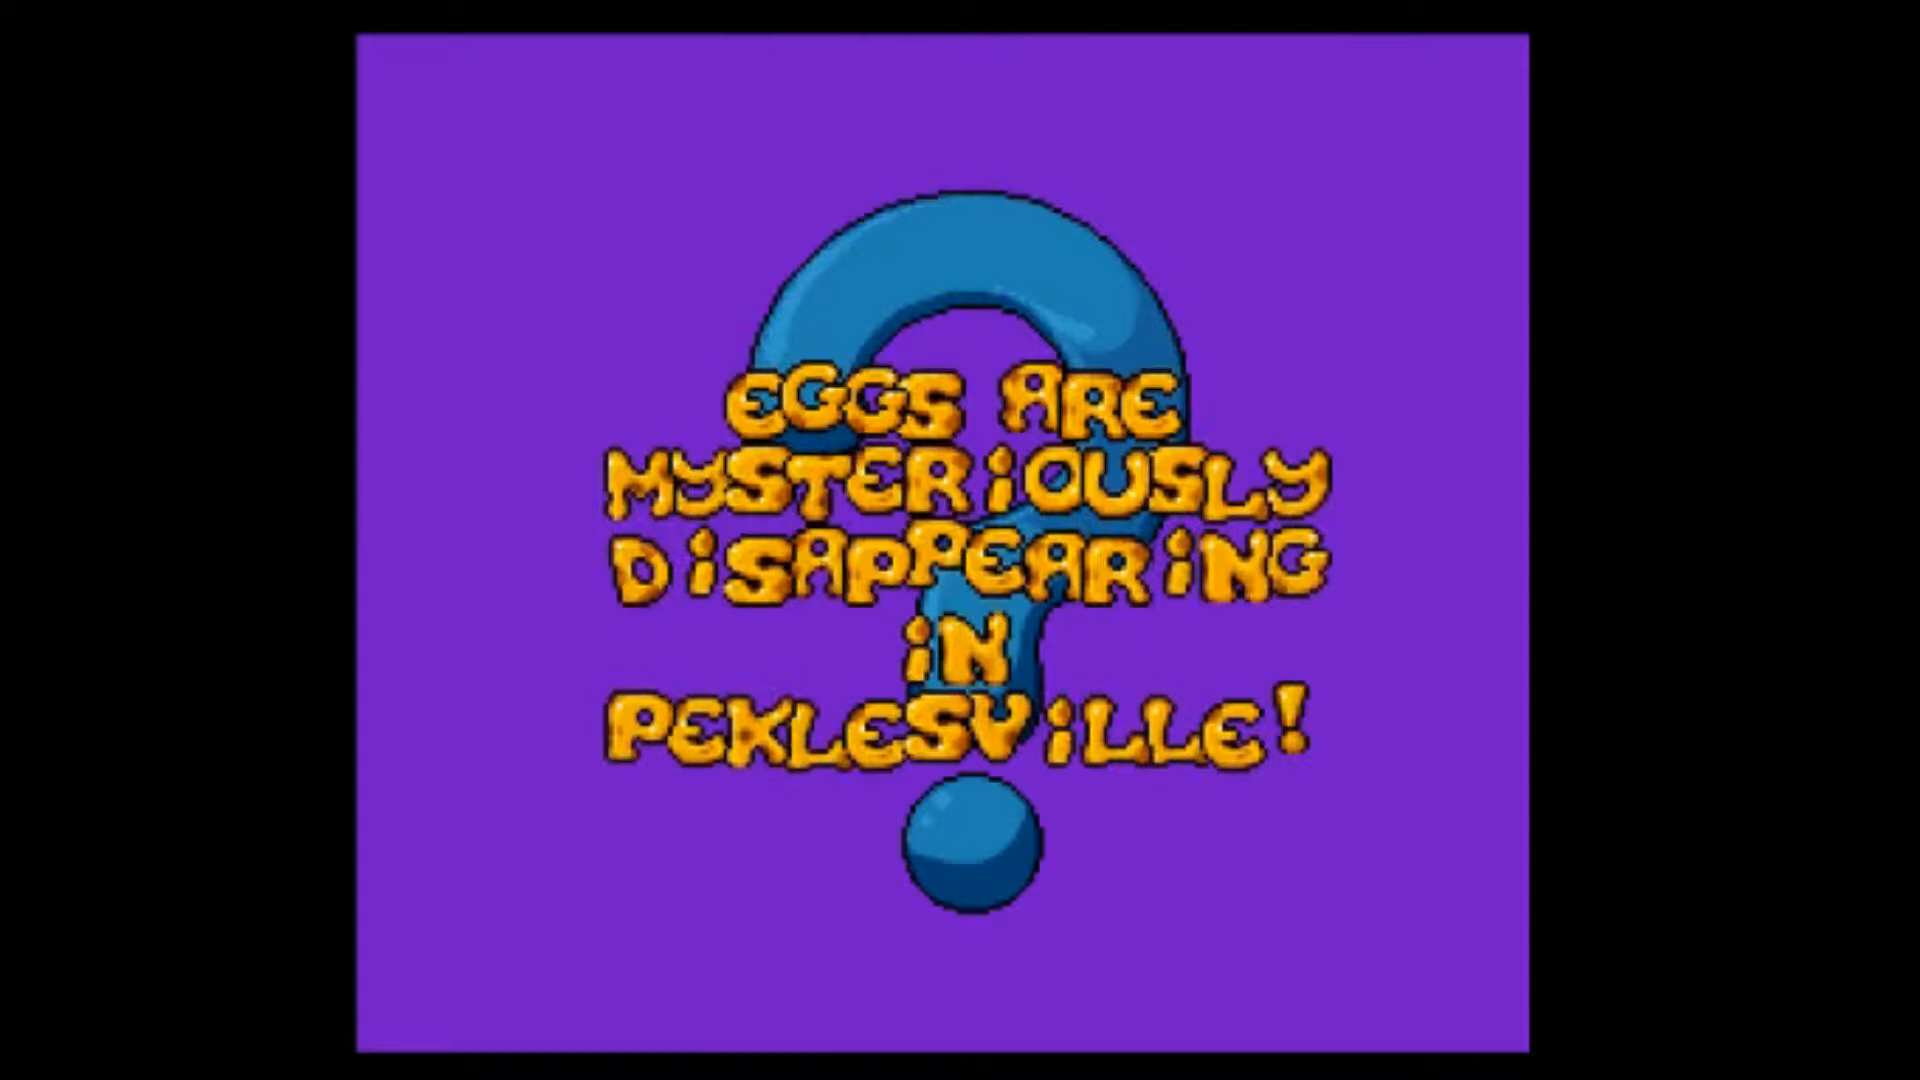 EGGS ARE
MYSTERiOUSLY
DiSAPPEARiNG
iN
PEKLESViLLE!